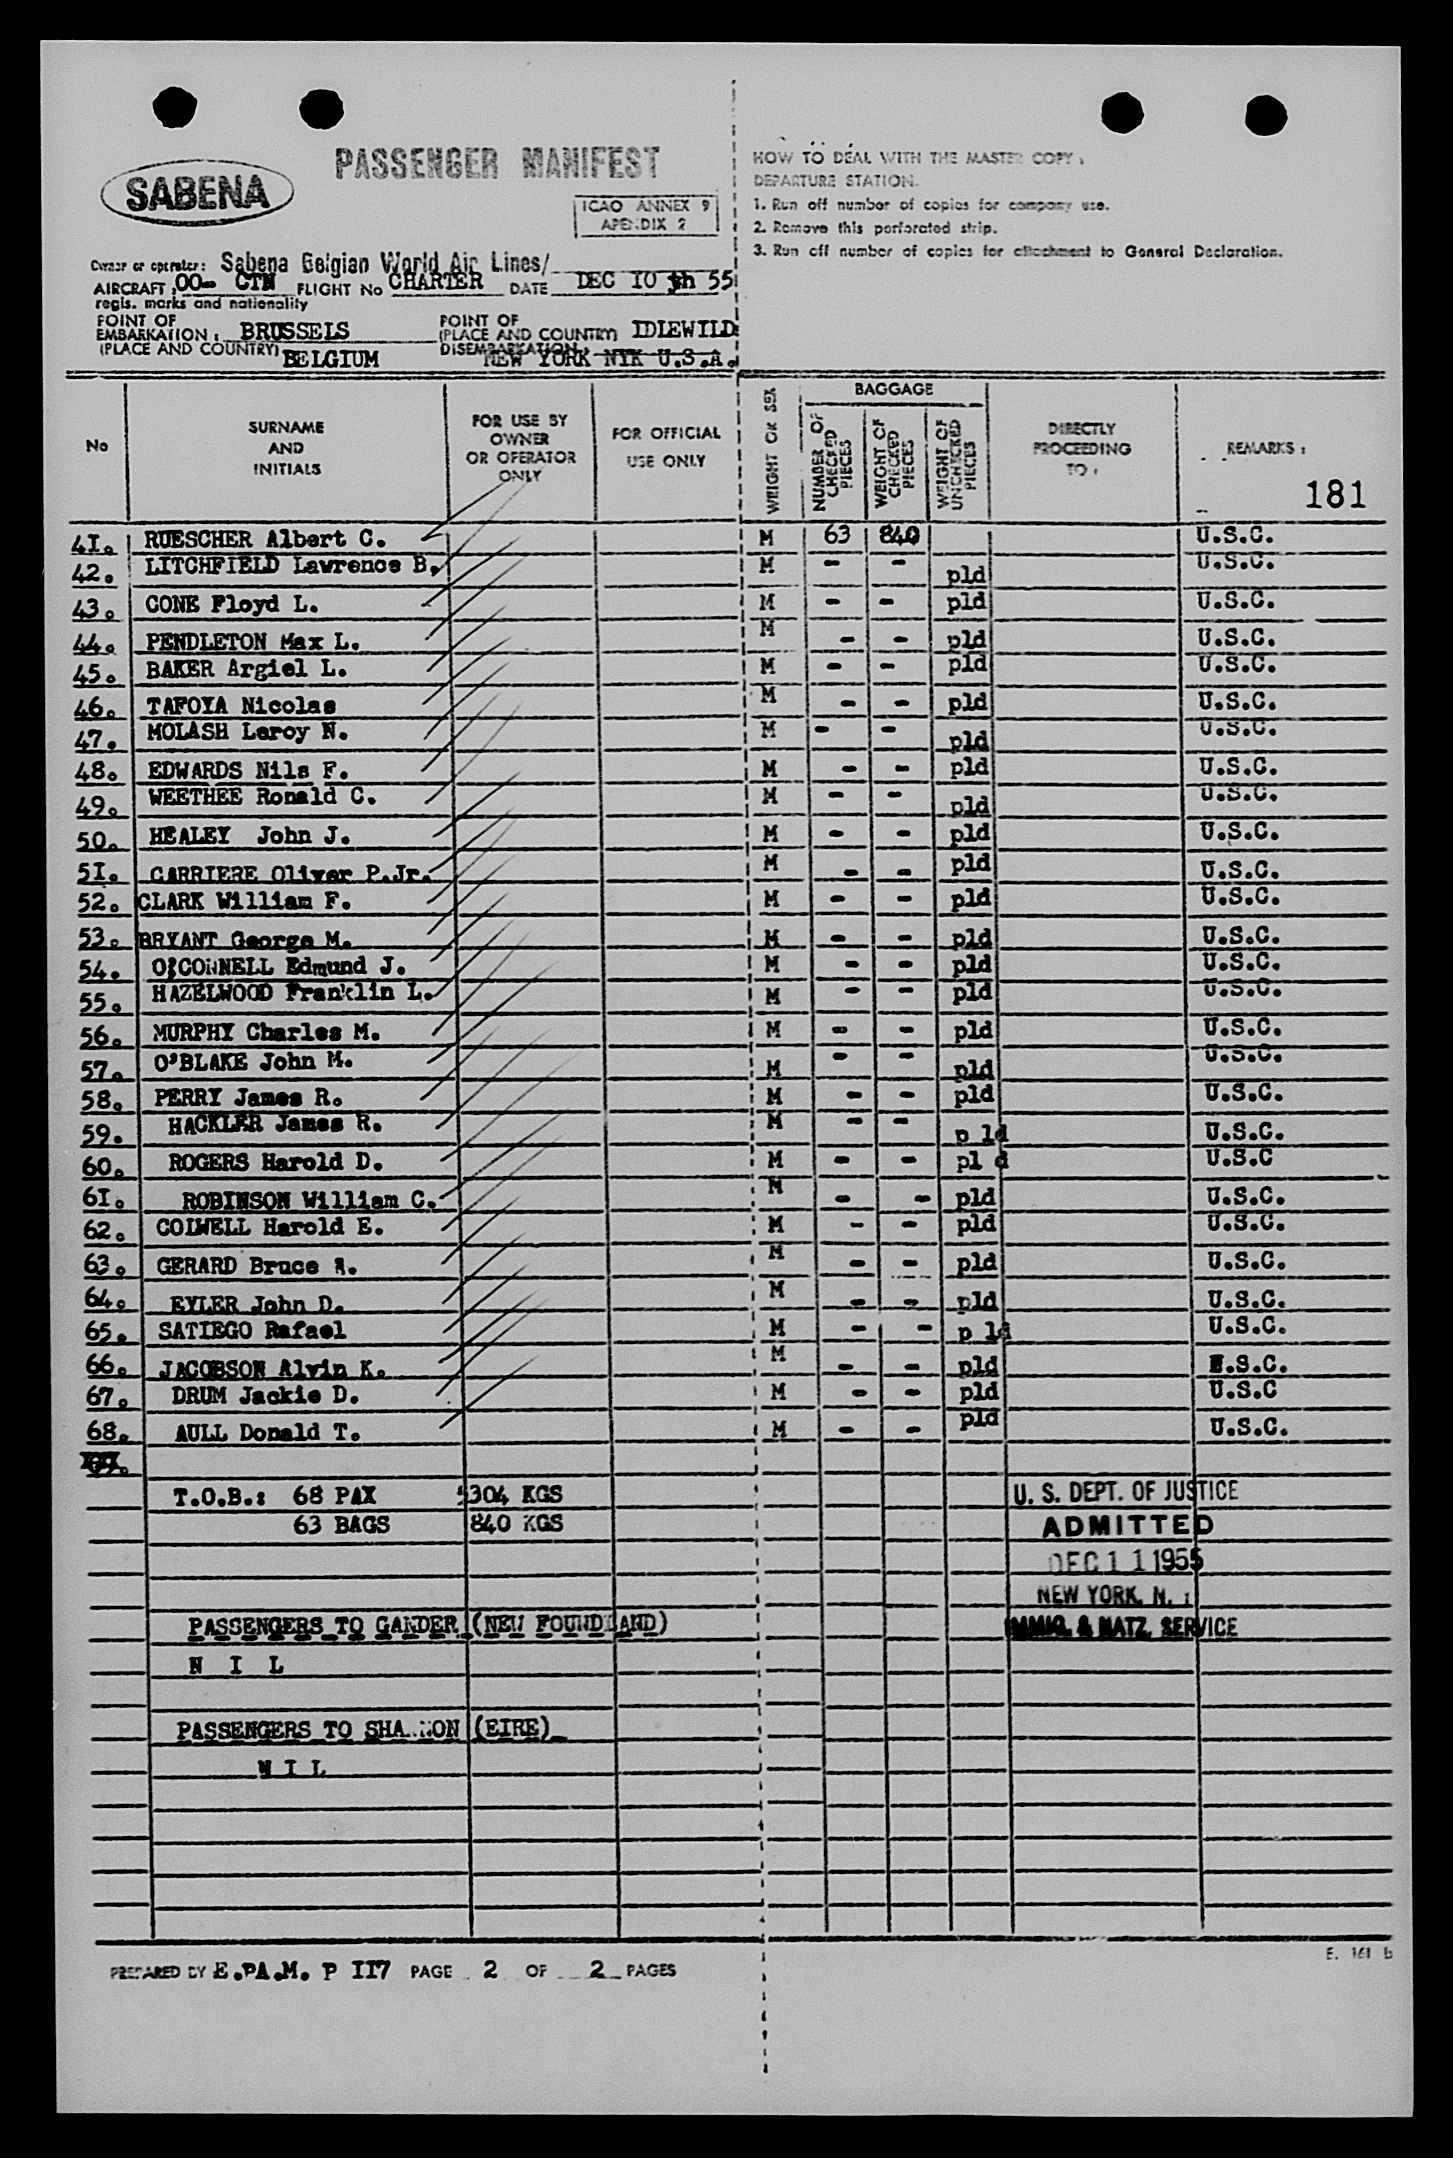 PASSENGER MANIFEST
SABENA
ICAO ANNEX 9
APENDIX 2
HOW TO DEAL WITH THE MASTER COPY :
DEPARTURE STATION.
1. Run off number of copies for company use.
2. Remove this perforated strip.
3. Run off number of copies for attachment to General Declaration.
Owner or operator: Sabena Belgian World Air Lines/
AIRCRAFT : OO- CTN FLIGHT No CHARTER DATE DEC IO th 55
regis. marks and nationality
POINT OF EMBARKATION : BRUSSELS
(PLACE AND COUNTRY) BELGIUM
POINT OF
(PLACE AND COUNTRY) IDLEWILD
DISEMBARKATION : NEW YORK NYK U.S.A.
No
SURNAME AND INITIALS
FOR USE BY OWNER OR OPERATOR ONLY
FOR OFFICIAL USE ONLY
WEIGHT OR SEX
BAGGAGE
NUMBER OF CHECKED PIECES
WEIGHT OF CHECKED PIECES
WEIGHT OF UNCHECKED PIECES
DIRECTLY PROCEEDING TO :
REMARKS :
181
4I. RUESCHER Albert C. M 63 840 U.S.C.
42. LITCHFIELD Lawrence B. M - - pld U.S.C.
43. CONE Floyd L. M - - pld U.S.C.
44. PENDLETON Max L. M - - pld U.S.C.
45. BAKER Argiel L. M - - pld U.S.C.
46. TAFOYA Nicolas M - - pld U.S.C.
47. MOLASH Leroy N. M - - pld U.S.C.
48. EDWARDS Nils F. M - - pld U.S.C.
49. WEETHEE Ronald C. M - - pld U.S.C.
50. HEALEY John J. M - - pld U.S.C.
5I. CARRIERE Oliver P.Jr. M - - pld U.S.C.
52. CLARK William F. M - - pld U.S.C.
53. BRYANT George M. M - - pld U.S.C.
54. O'CONNELL Edmund J. M - - pld U.S.C.
55. HAZELWOOD Franklin L. M - - pld U.S.C.
56. MURPHY Charles M. M - - pld U.S.C.
57. O'BLAKE John M. M - - pld U.S.C.
58. PERRY James R. M - - pld U.S.C.
59. HACKLER James R. M - - p ld U.S.C.
60. ROGERS Harold D. M - - pl d U.S.C
6I. ROBINSON William C. M - - pld U.S.C.
62. COLWELL Harold E. M - - pld U.S.C.
63. GERARD Bruce A. M - - pld U.S.C.
64. EYLER John D. M - - pld U.S.C.
65. SATIEGO Rafael M - - p ld U.S.C.
66. JACOBSON Alvin K. M - - pld U.S.C.
67. DRUM Jackie D. M - - pld U.S.C
68. AULL Donald T. M - - pld U.S.C.
T.O.B.: 68 PAX 5304 KGS
63 BAGS 840 KGS
U. S. DEPT. OF JUSTICE
ADMITTED
DEC 11 1955
NEW YORK, N.
IMMIG. & NATZ. SERVICE
PASSENGERS TO GANDER (NEW FOUNDLAND)
N I L
PASSENGERS TO SHANNON (EIRE)
N I L
E. 161 b
PREPARED BY E.PA.M. P II7 PAGE 2 OF 2 PAGES